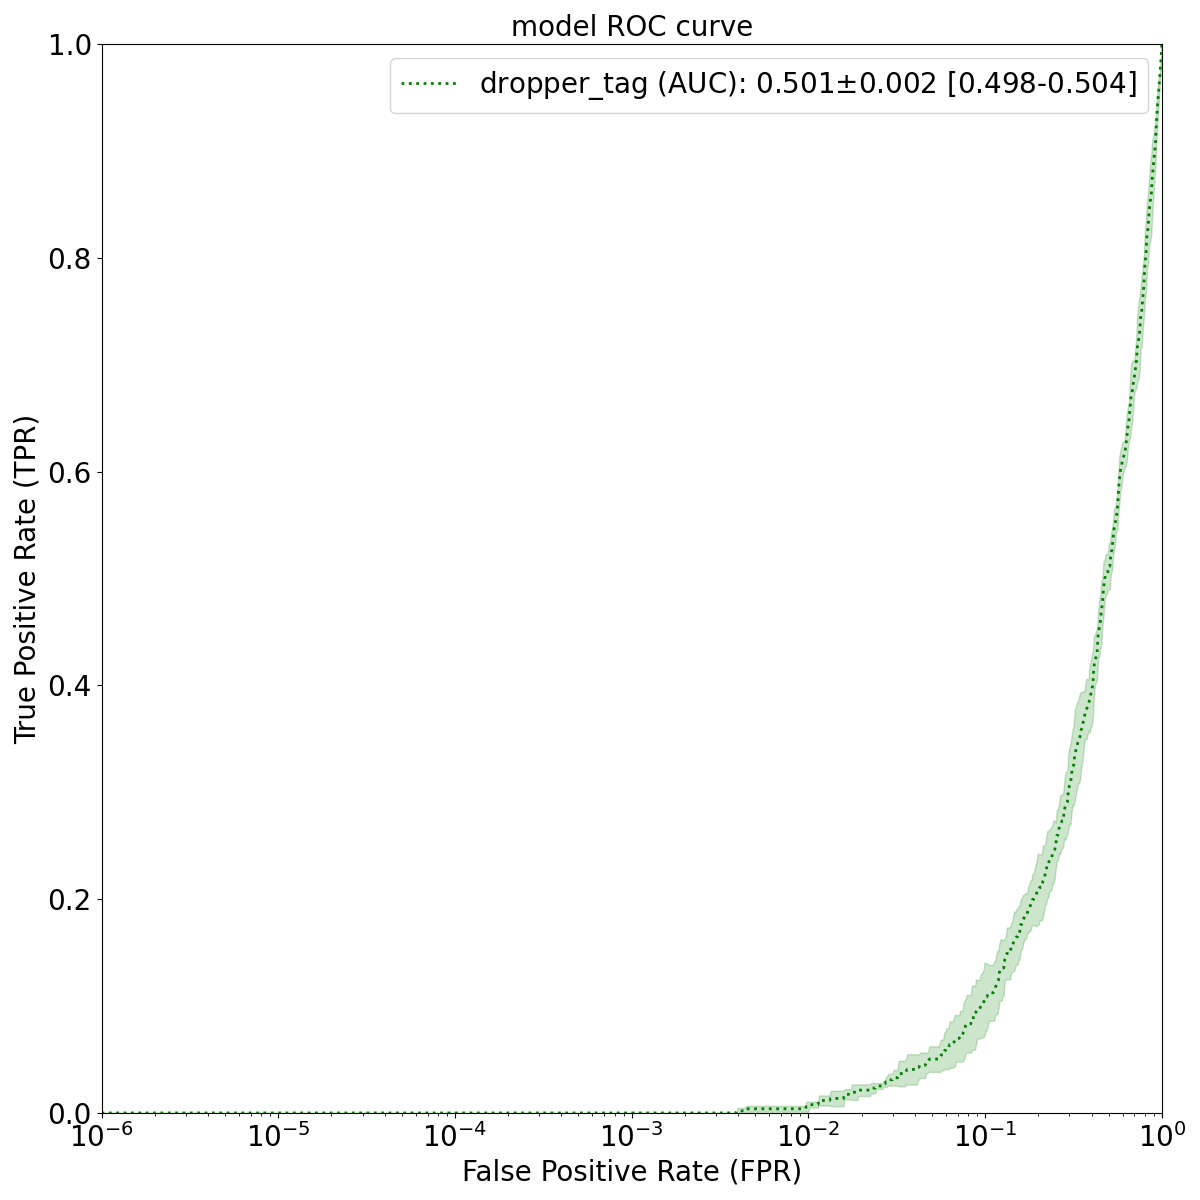 model ROC curve
dropper_tag (AUC): 0.501±0.002 [0.498-0.504]
1.0
0.8
0.6
0.4
0.2
0.0
True Positive Rate (TPR)
10⁻⁶ 10⁻⁵ 10⁻⁴ 10⁻³ 10⁻² 10⁻¹ 10⁰
False Positive Rate (FPR)